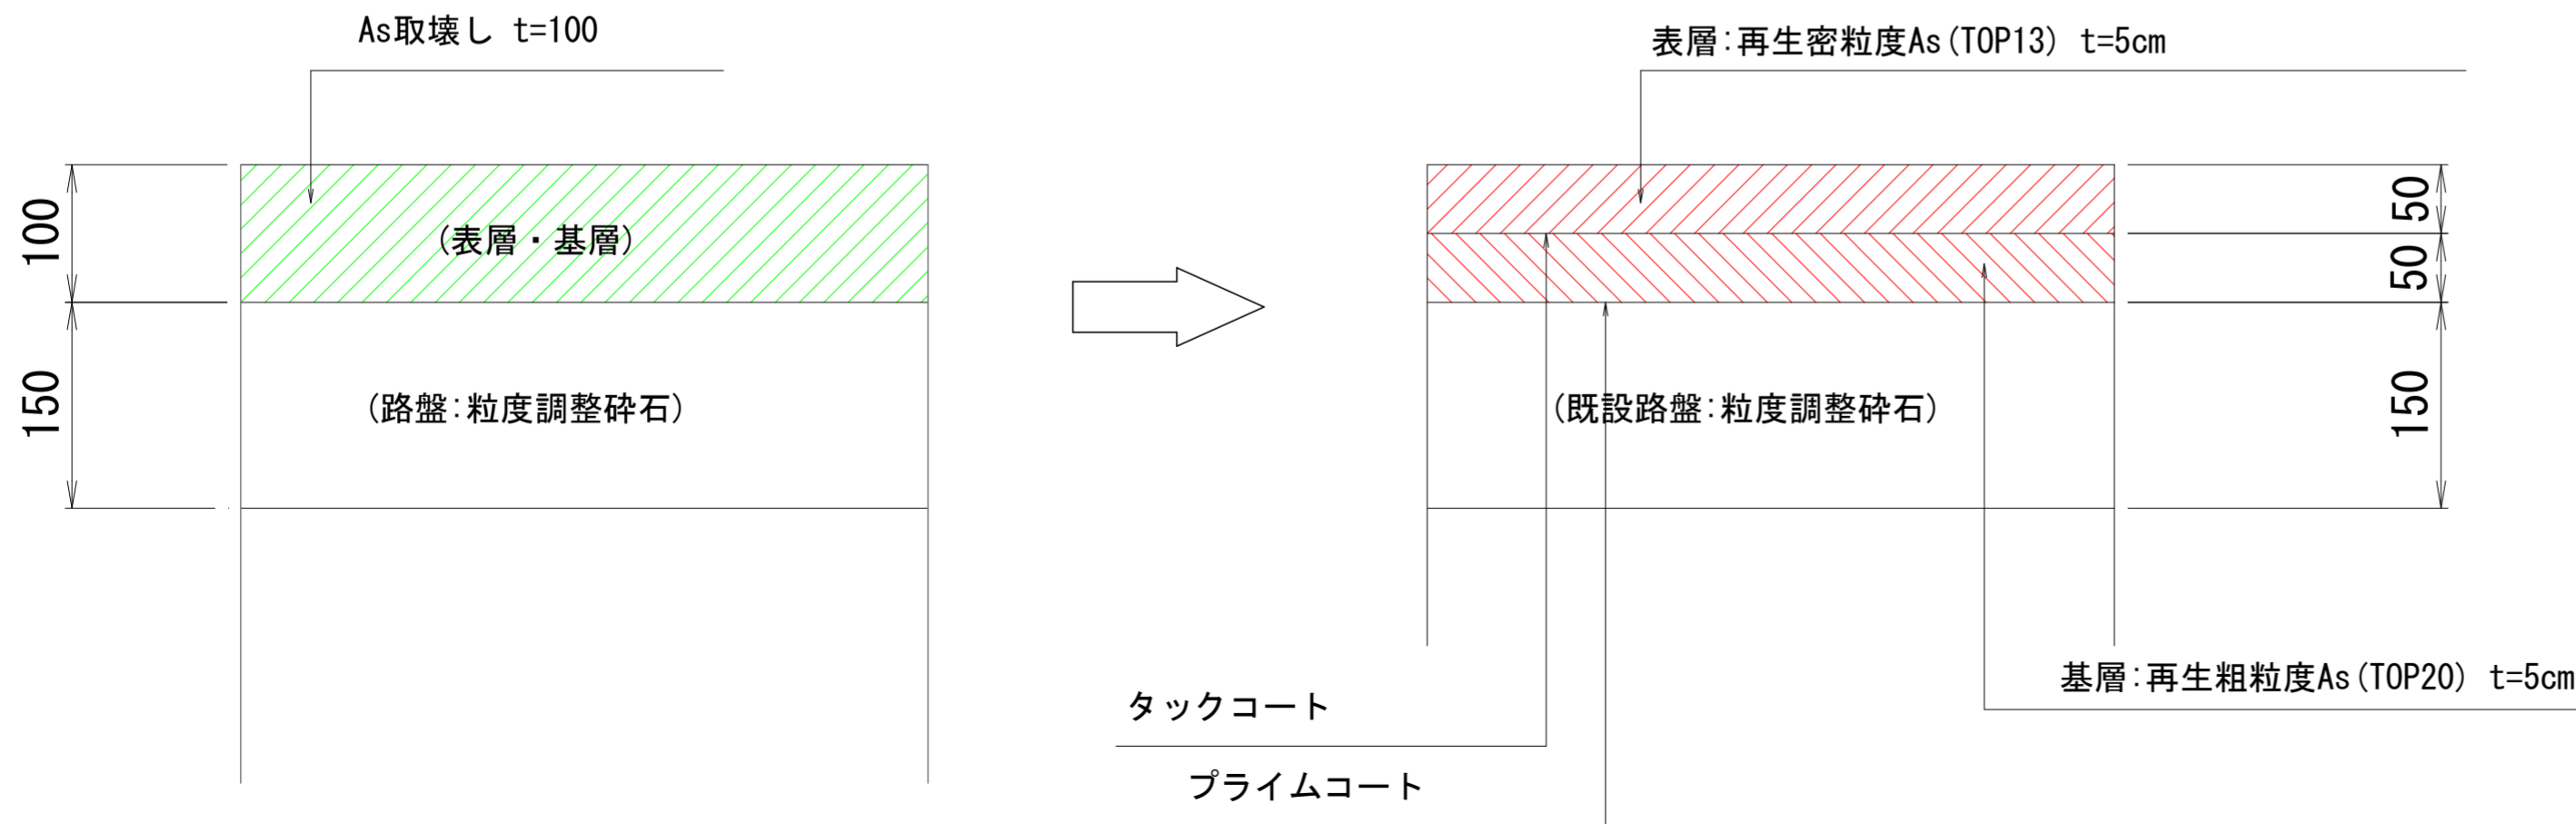 As取壊し t=100
表層:再生密粒度As(TOP13) t=5cm
100
(表層・基層)
50
50
150
(路盤:粒度調整砕石)
(既設路盤:粒度調整砕石)
150
基層:再生粗粒度As(TOP20) t=5cm
タックコート
プライムコート